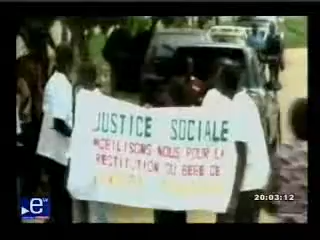 JUSTICE SOCIALE
MOBILISONS NOUS POUR LA
RESTITUTION DU BEBE DE
e
20:03:12